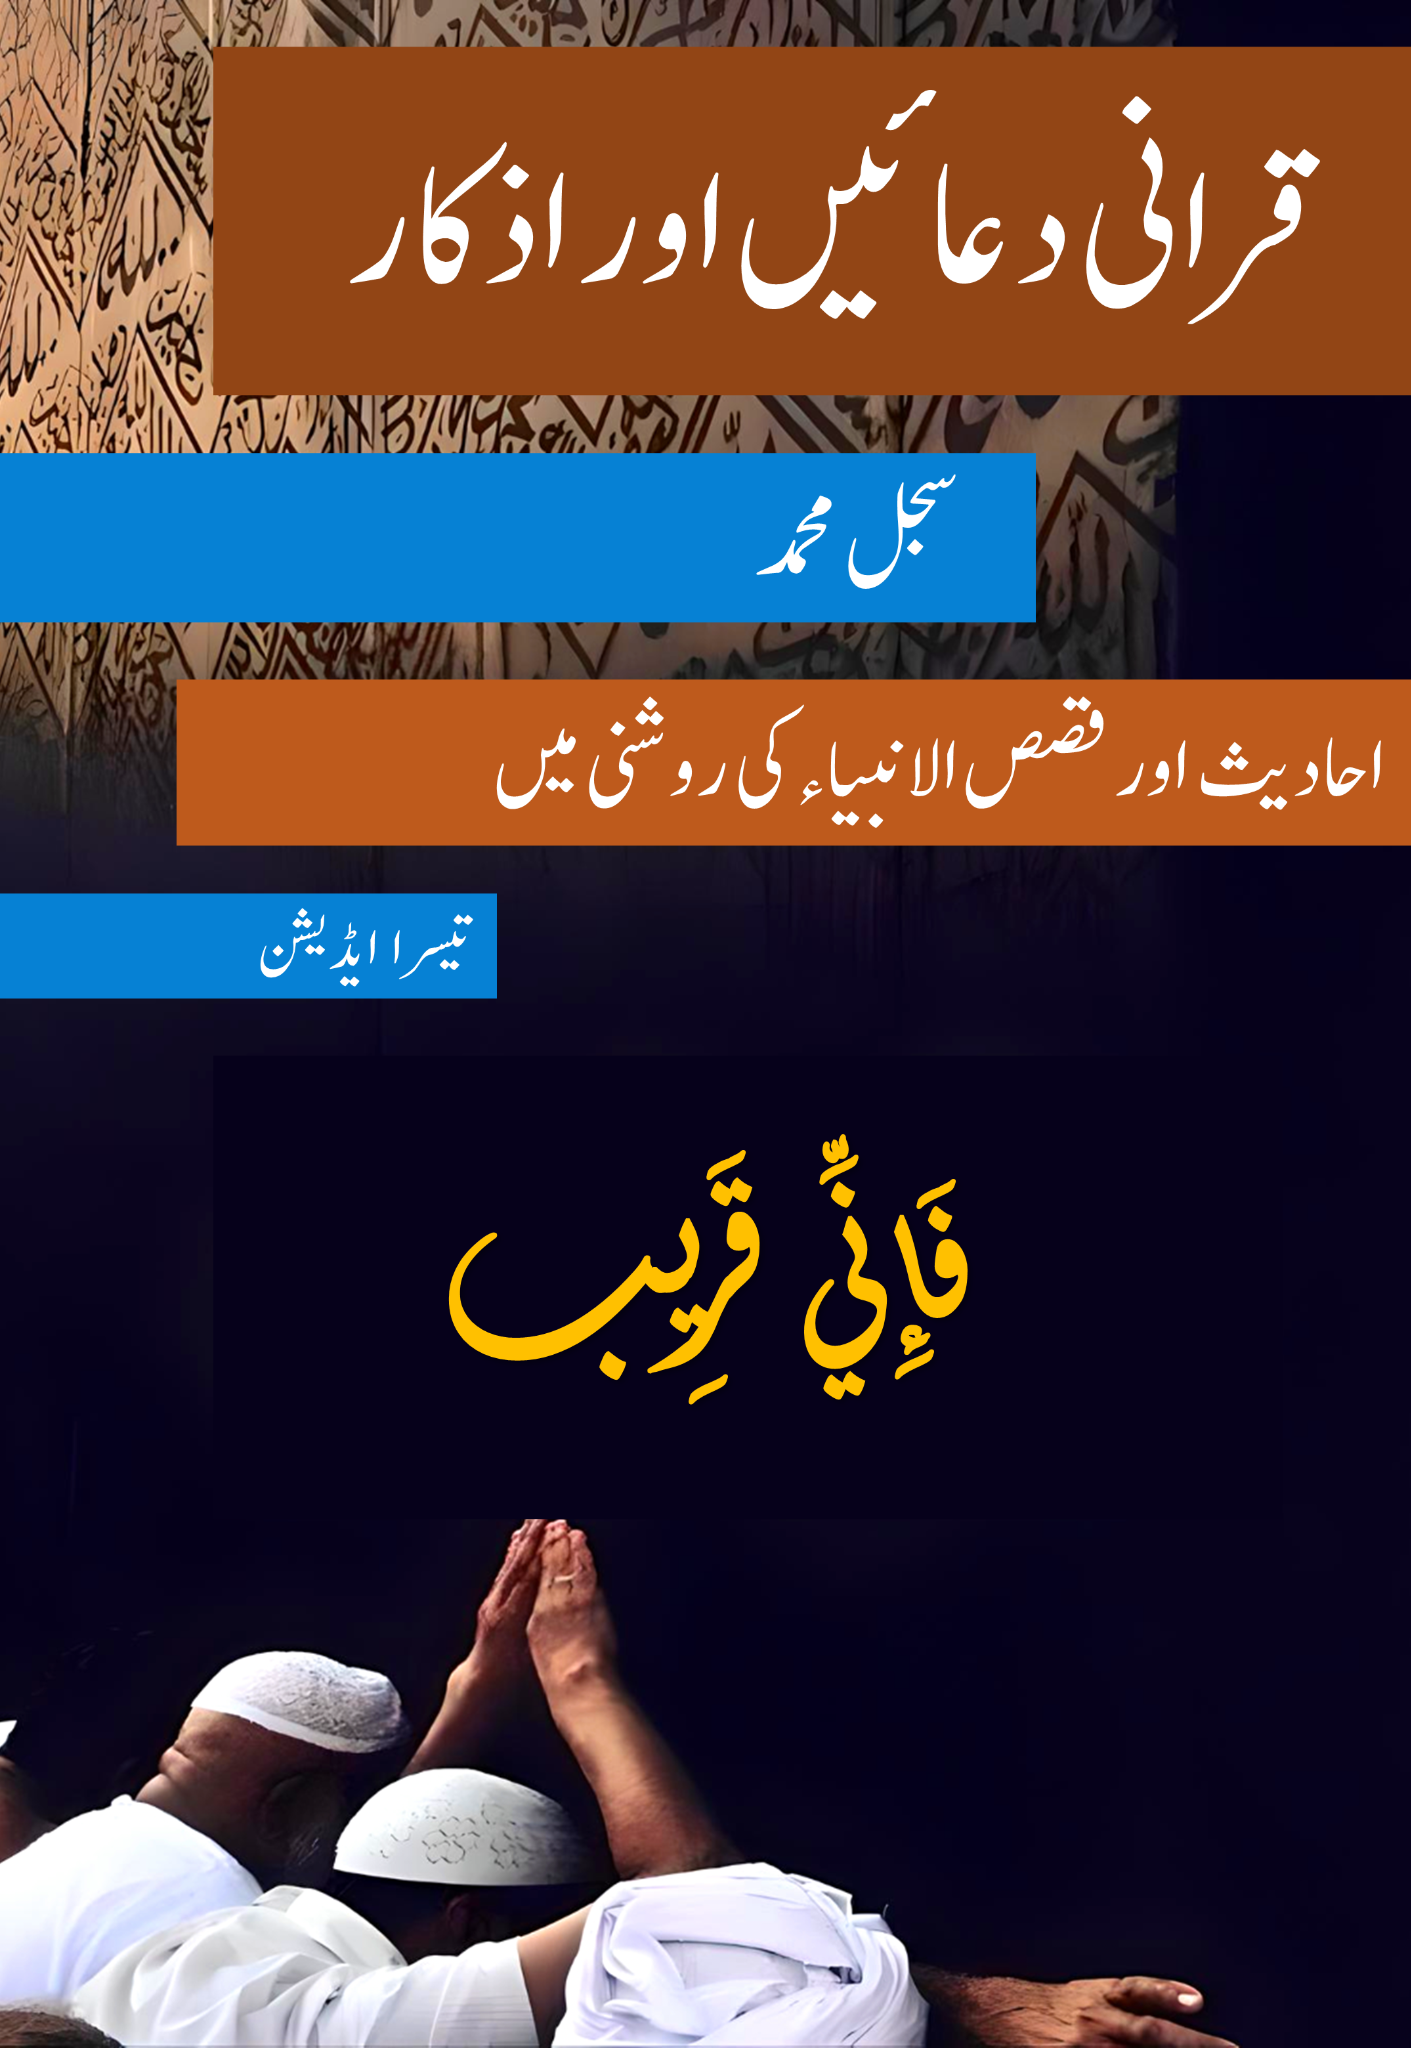 قرانی دعائیں اور اذکار
سجل محمد
احادیث اور قصص الانبیاء کی روشنی میں
تیسرا ایڈیشن
فَإِنِّي قَرِيب